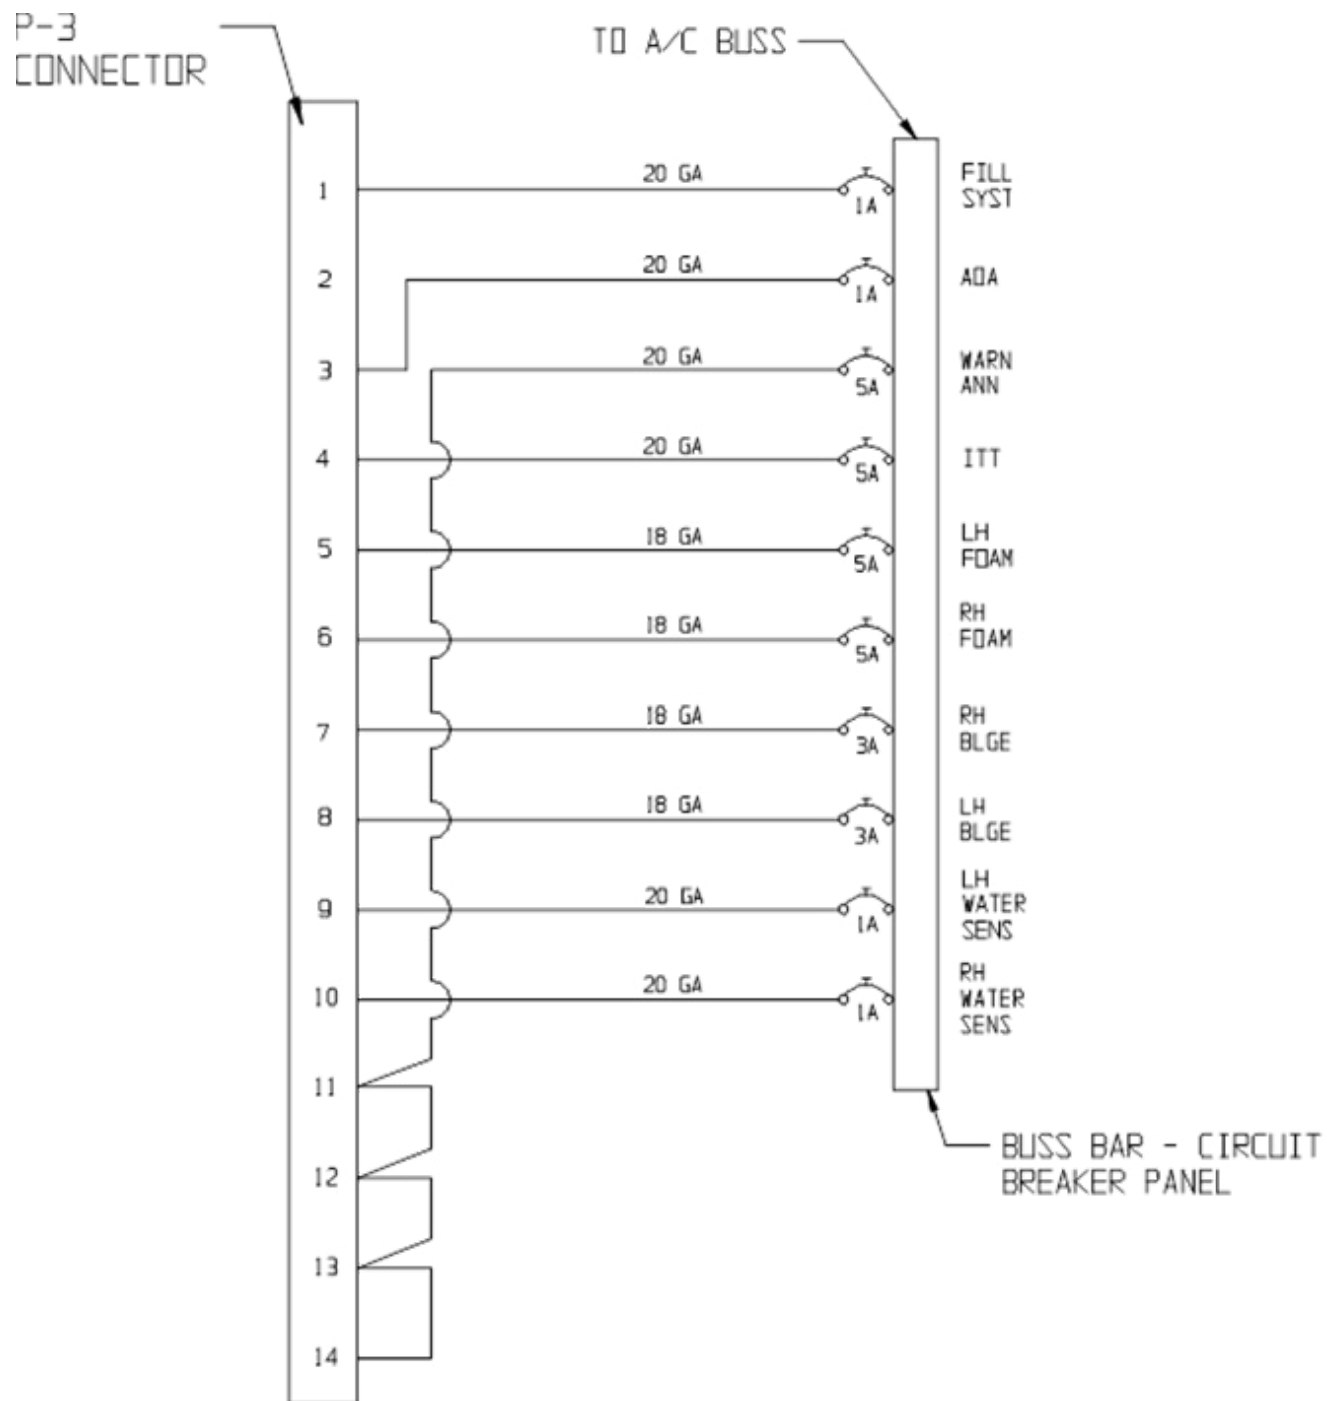 P-3
CONNECTOR
TO A/C BUSS
1
20 GA
1A
FILL
SYST
2
20 GA
1A
AOA
3
20 GA
5A
WARN
ANN
4
20 GA
5A
ITT
5
18 GA
5A
LH
FOAM
6
18 GA
5A
RH
FOAM
7
18 GA
3A
RH
BLGE
8
18 GA
3A
LH
BLGE
9
20 GA
1A
LH
WATER
SENS
10
20 GA
1A
RH
WATER
SENS
11
12
13
14
BUSS BAR - CIRCUIT
BREAKER PANEL